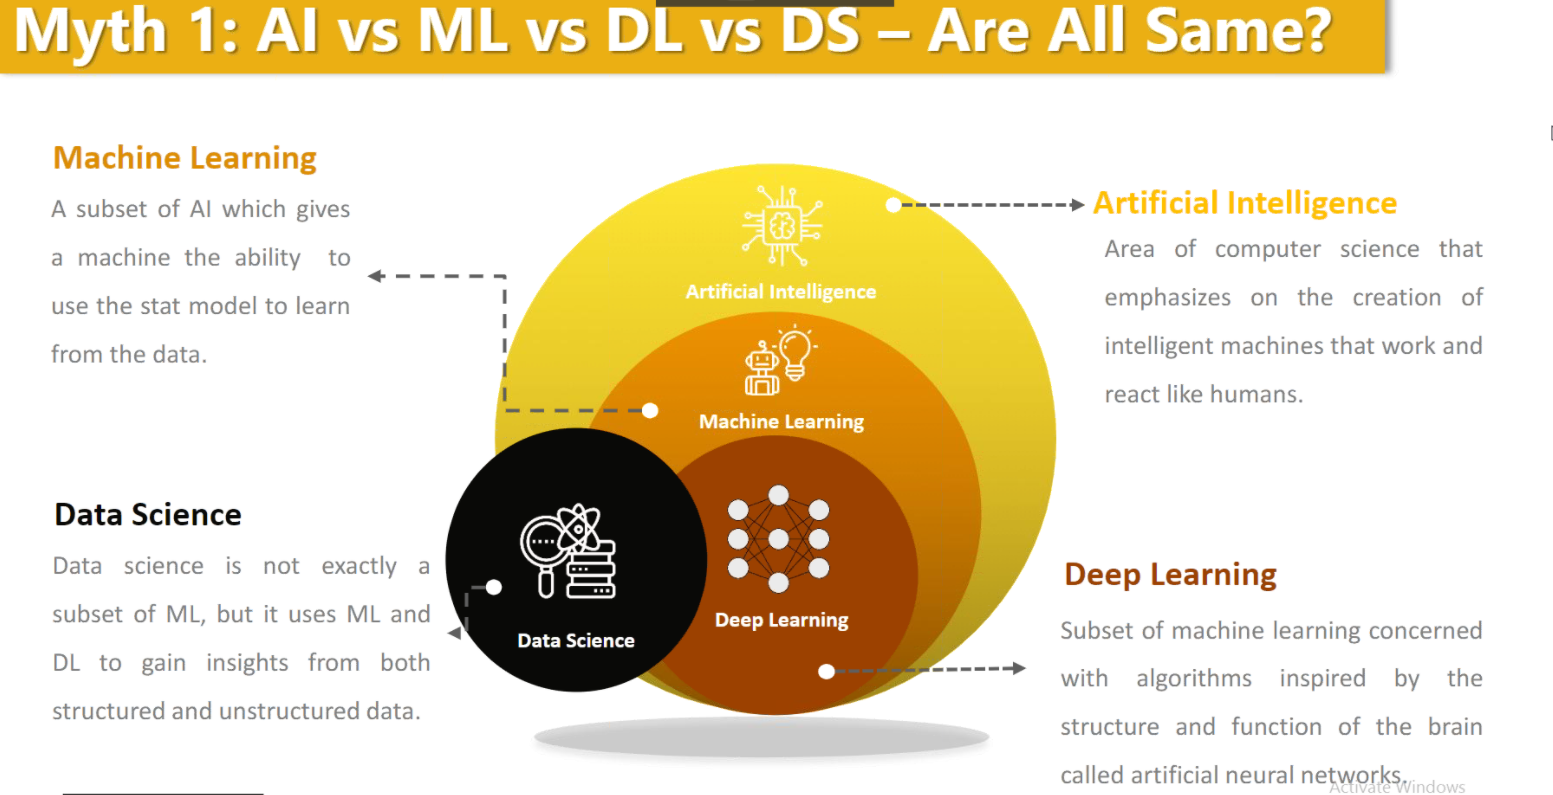 Myth 1: AI vs ML vs DL vs DS – Are All Same?
Machine Learning
A subset of AI which gives
a machine the ability to
use the stat model to learn
from the data.
Artificial Intelligence
Machine Learning
Deep Learning
Data Science
Artificial Intelligence
Area of computer science that
emphasizes on the creation of
intelligent machines that work and
react like humans.
Data Science
Data science is not exactly a
subset of ML, but it uses ML and
DL to gain insights from both
structured and unstructured data.
Deep Learning
Subset of machine learning concerned
with algorithms inspired by the
structure and function of the brain
called artificial neural networks.
Activate Windows